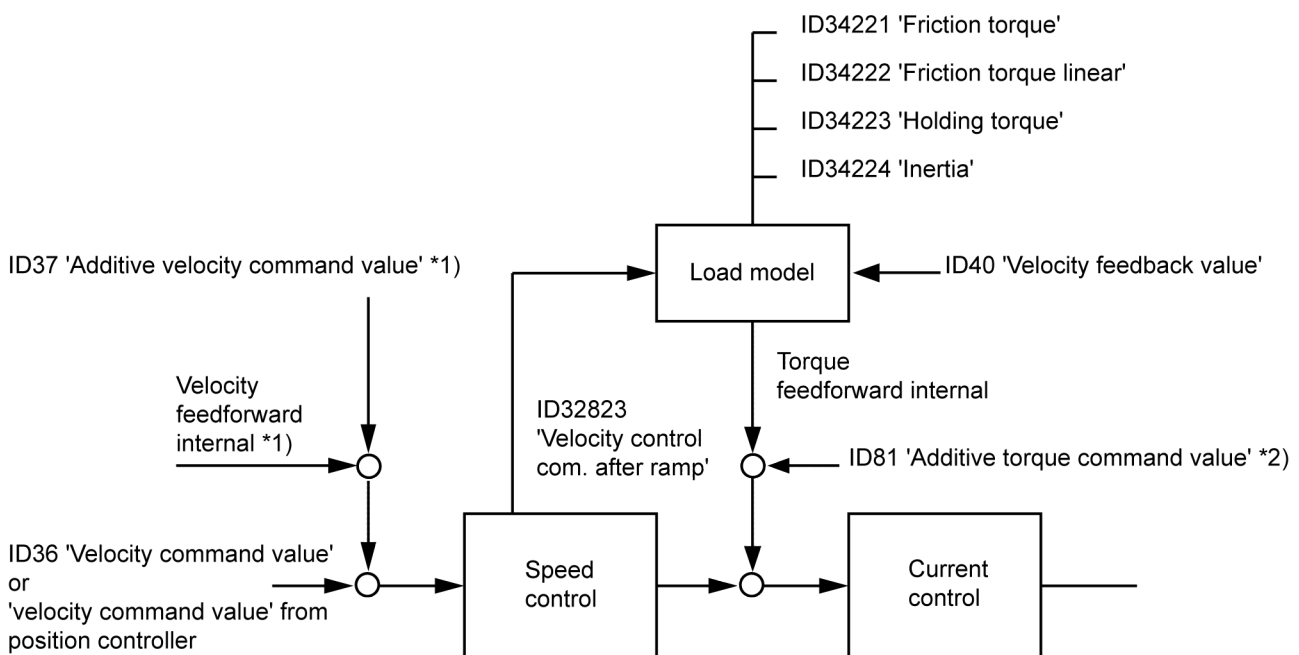 ID34221 'Friction torque'
ID34222 'Friction torque linear'
ID34223 'Holding torque'
ID34224 'Inertia'
ID37 'Additive velocity command value' *1)
Load model
ID40 'Velocity feedback value'
Velocity
feedforward
internal *1)
ID32823
'Velocity control
com. after ramp'
Torque
feedforward internal
ID81 'Additive torque command value' *2)
ID36 'Velocity command value'
or
'velocity command value' from
position controller
Speed
control
Current
control